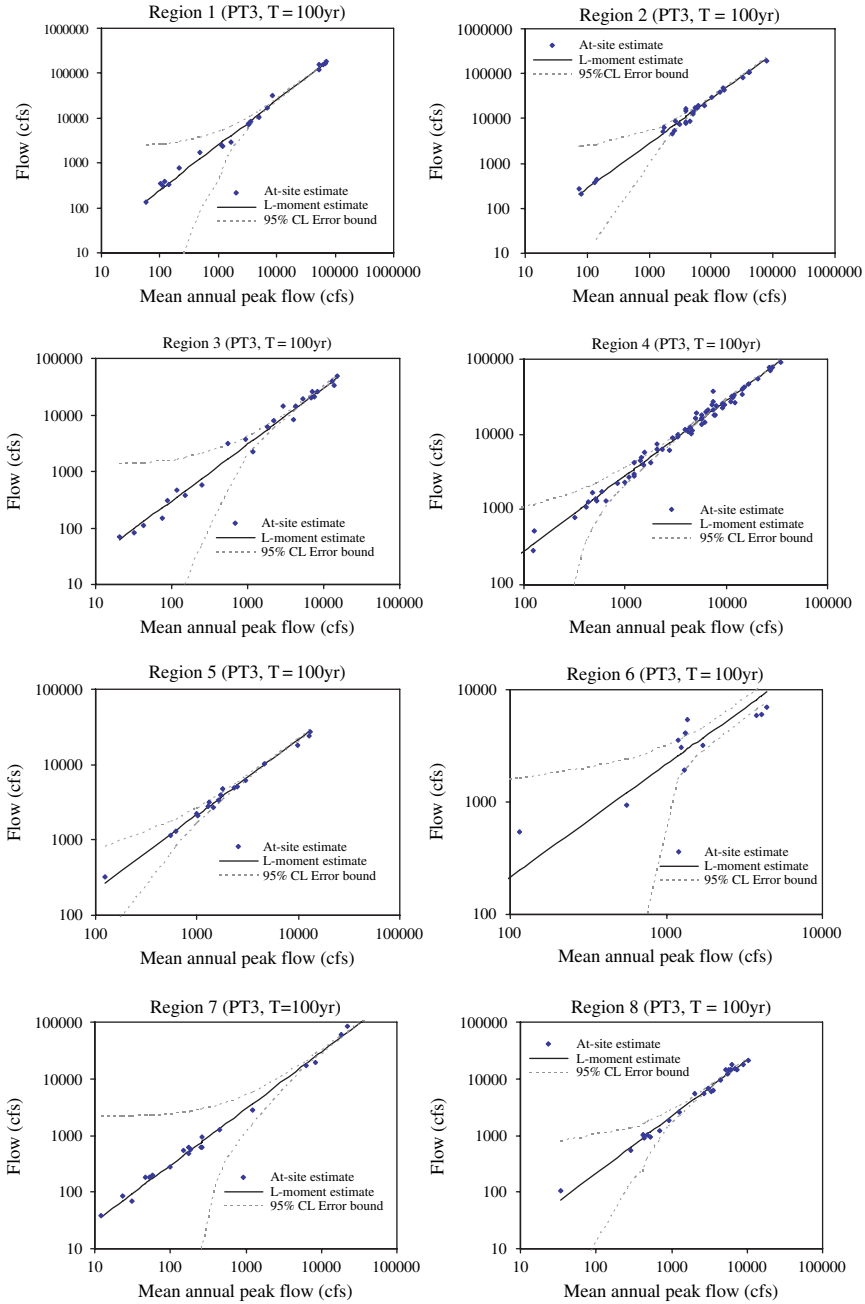 Region 1 (PT3, T = 100yr)
1000000
100000
10000
1000
100
10
Flow (cfs)
At-site estimate
L-moment estimate
95% CL Error bound
10 100 1000 10000 100000 1000000
Mean annual peak flow (cfs)
Region 2 (PT3, T = 100yr)
1000000
100000
10000
1000
100
10
Flow (cfs)
At-site estimate
L-moment estimate
95%CL Error bound
10 100 1000 10000 100000 1000000
Mean annual peak flow (cfs)
Region 3 (PT3, T = 100yr)
100000
10000
1000
100
10
Flow (cfs)
At-site estimate
L-moment estimate
95% CL Error bound
10 100 1000 10000 100000
Mean annual peak flow (cfs)
Region 4 (PT3, T = 100yr)
100000
10000
1000
100
Flow (cfs)
At-site estimate
L-moment estimate
95% CL Error bound
100 1000 10000 100000
Mean annual peak flow (cfs)
Region 5 (PT3, T = 100yr)
100000
10000
1000
100
Flow (cfs)
At-site estimate
L-moment estimate
95% CL Error bound
100 1000 10000 100000
Mean annual peak flow (cfs)
Region 6 (PT3, T = 100yr)
10000
1000
100
Flow (cfs)
At-site estimate
L-moment estimate
95% CL Error bound
100 1000 10000
Mean annual peak flow (cfs)
Region 7 (PT3, T=100yr)
100000
10000
1000
100
10
Flow (cfs)
At-site estimate
L-moment estimate
95% CL Error bound
10 100 1000 10000 100000
Mean annual peak flow (cfs)
Region 8 (PT3, T = 100yr)
100000
10000
1000
100
10
Flow (cfs)
At-site estimate
L-moment estimate
95% CL Error bound
10 100 1000 10000 100000
Mean annual peak flow (cfs)